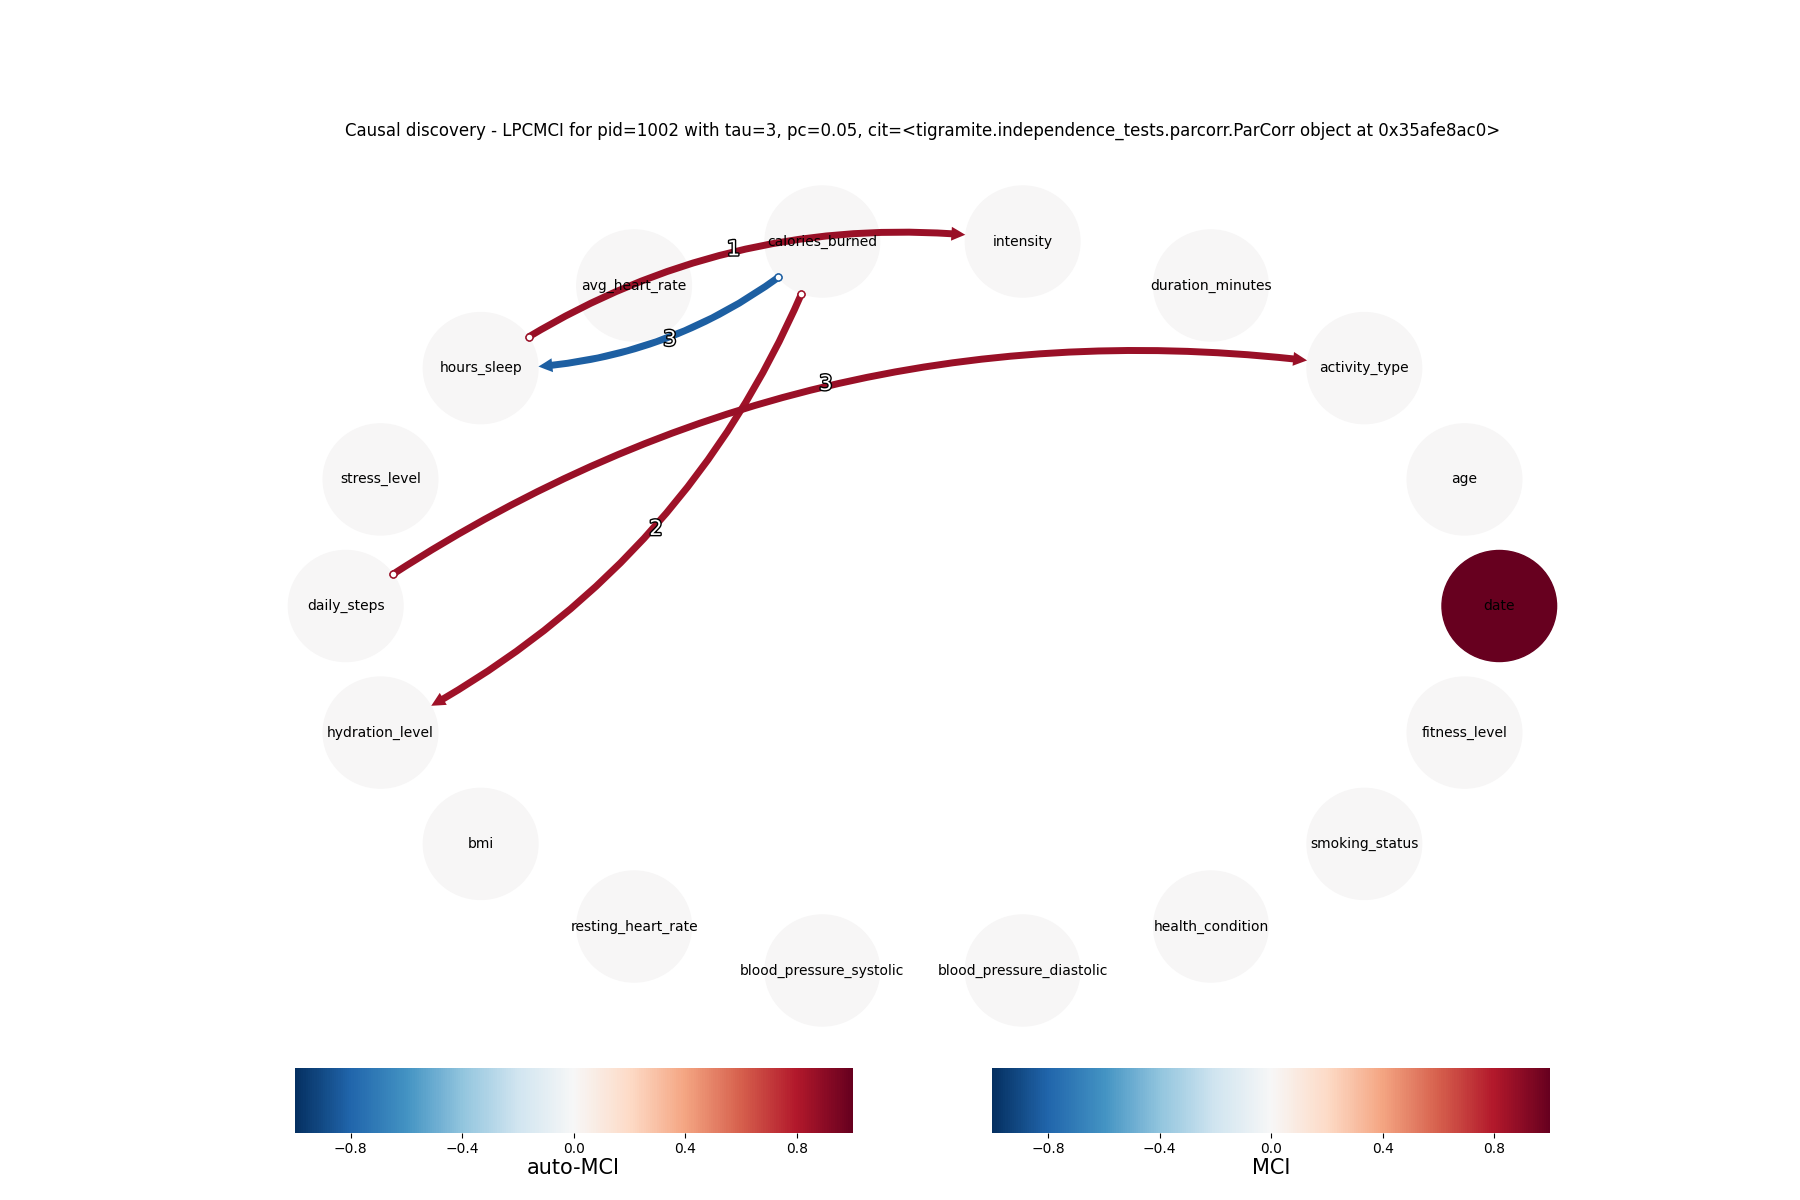 Causal discovery - LPCMCI for pid=1002 with tau=3, pc=0.05, cit=<tigramite.independence_tests.parcorr.ParCorr object at 0x35afe8ac0>
calories_burned
intensity
1
avg_heart_rate
duration_minutes
3
hours_sleep
activity_type
3
stress_level
age
2
daily_steps
date
hydration_level
fitness_level
bmi
smoking_status
resting_heart_rate
health_condition
blood_pressure_systolic
blood_pressure_diastolic
−0.8 −0.4 0.0 0.4 0.8
auto-MCI
−0.8 −0.4 0.0 0.4 0.8
MCI